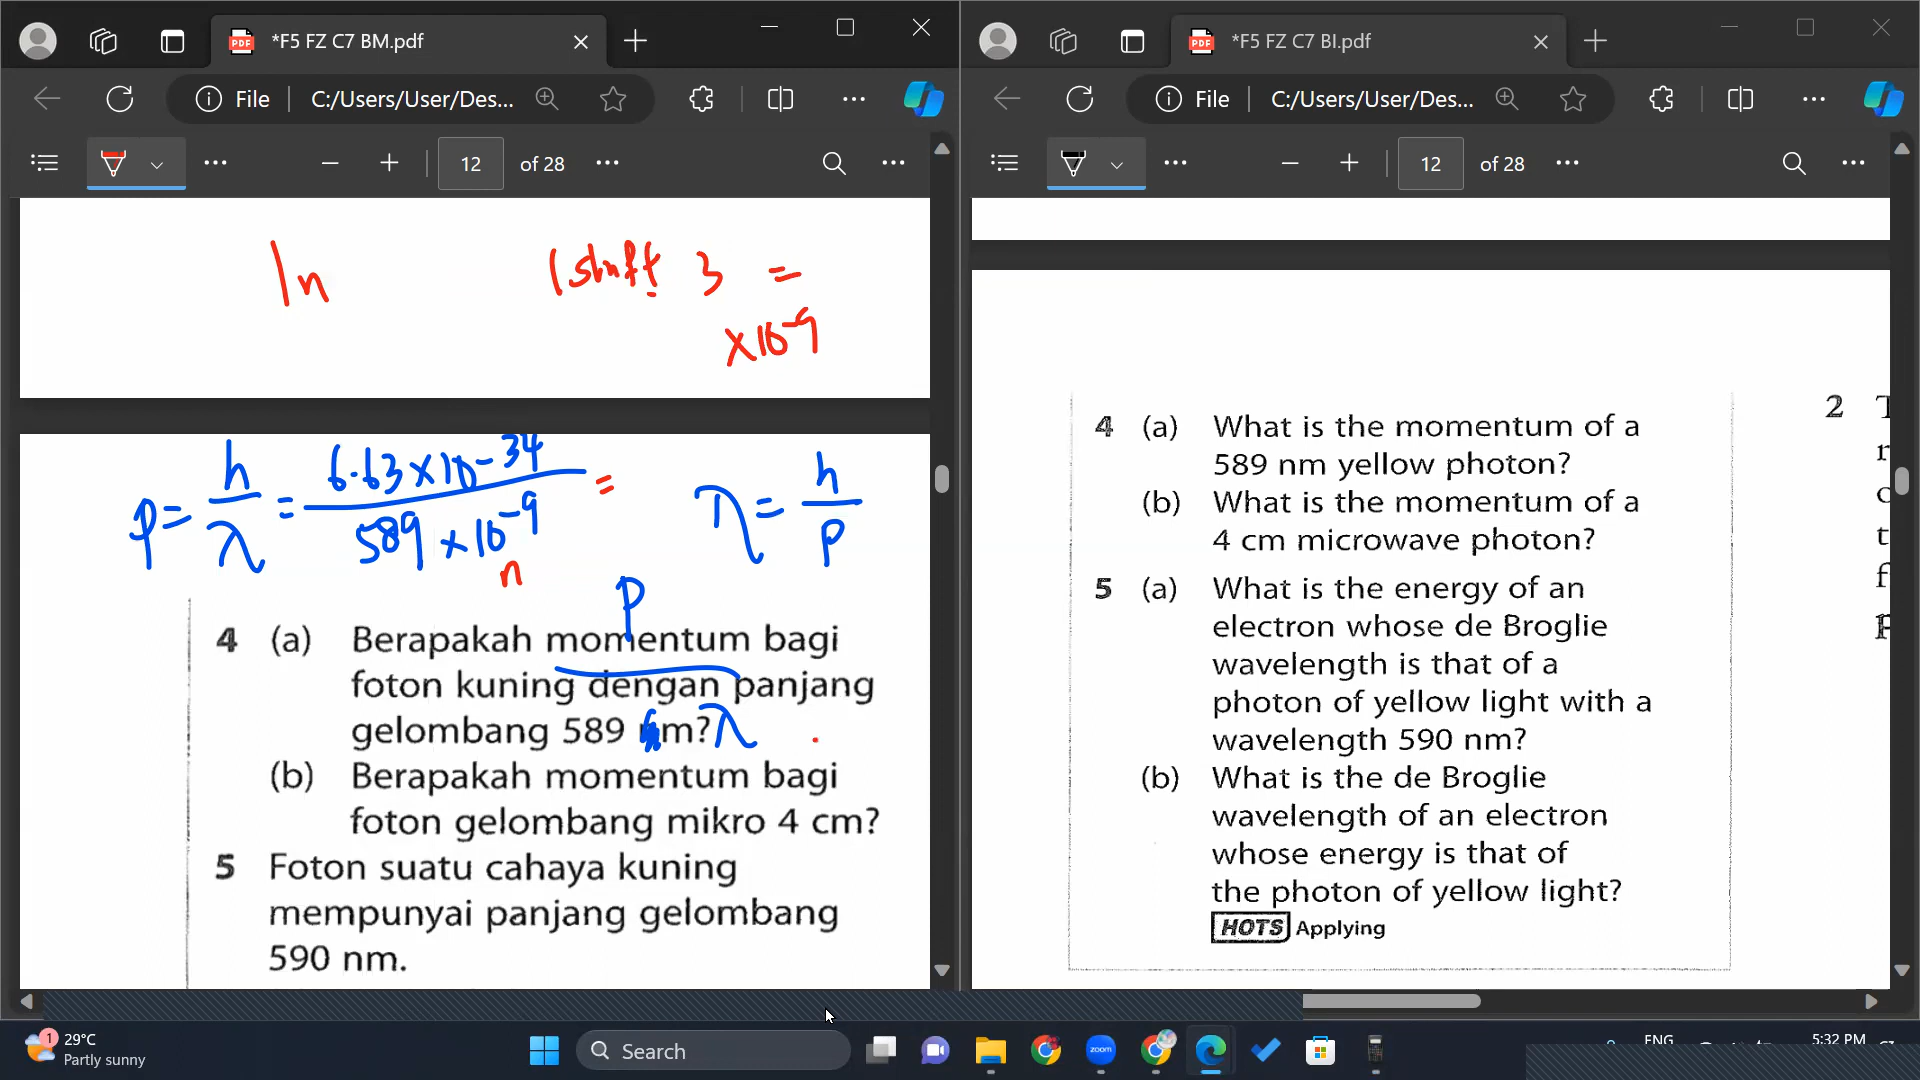 *F5 FZ C7 BM.pdf
File
C:/Users/User/Des...
12
of 28
ln
1 shift 3 =
×10⁻⁹
p = h/λ = 6.63×10⁻³⁴ / 589×10⁻⁹ =
λ = h/p
n
p
4 (a) Berapakah momentum bagi
foton kuning dengan panjang
gelombang 589 nm? λ
(b) Berapakah momentum bagi
foton gelombang mikro 4 cm?
5 Foton suatu cahaya kuning
mempunyai panjang gelombang
590 nm.
*F5 FZ C7 BI.pdf
File
C:/Users/User/Des...
12
of 28
4 (a) What is the momentum of a
589 nm yellow photon?
(b) What is the momentum of a
4 cm microwave photon?
5 (a) What is the energy of an
electron whose de Broglie
wavelength is that of a
photon of yellow light with a
wavelength 590 nm?
(b) What is the de Broglie
wavelength of an electron
whose energy is that of
the photon of yellow light?
HOTS Applying
2
1
29°C
Partly sunny
Search
zoom
ENG
5:32 PM